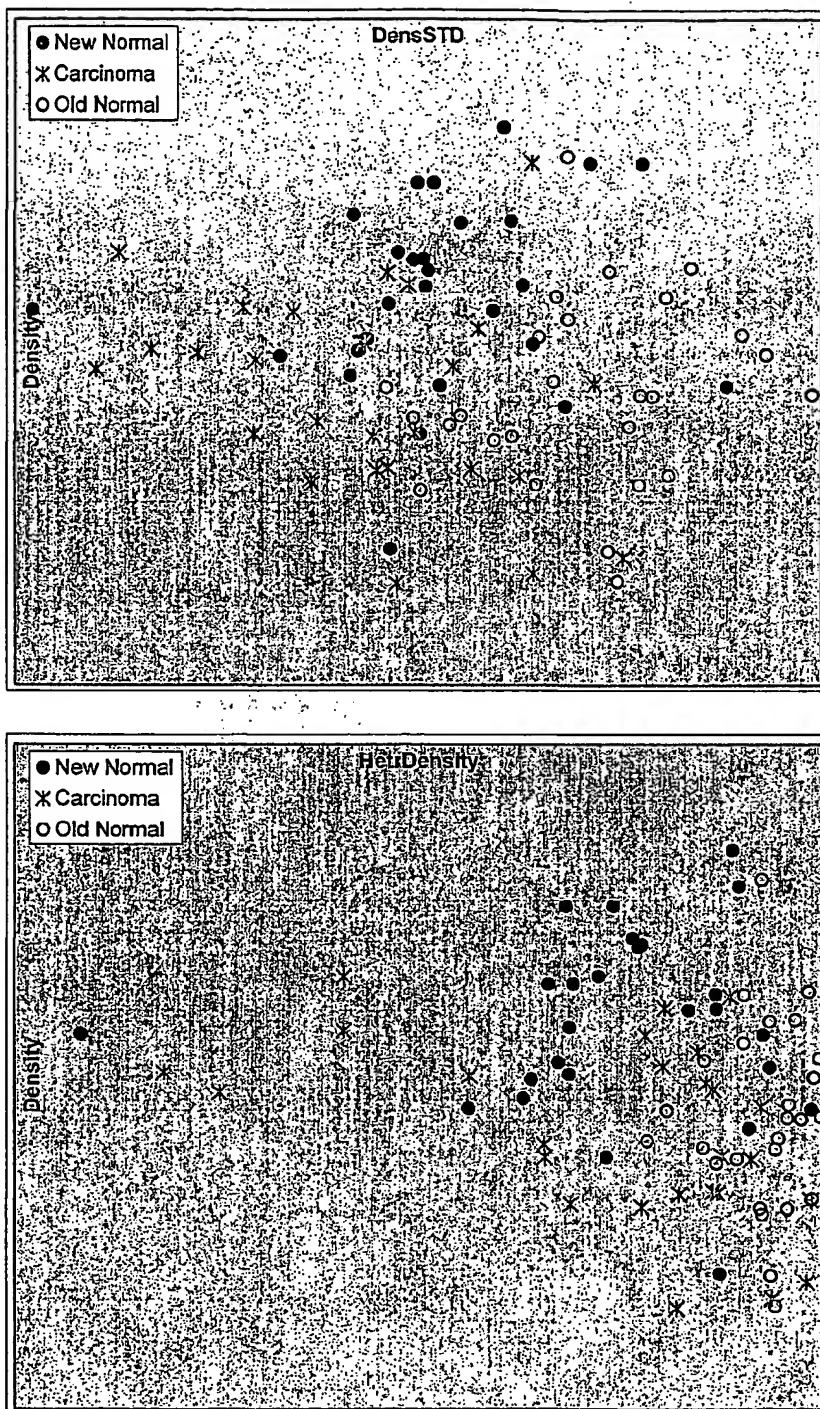 DensSTD
New Normal
Carcinoma
Old Normal
Density
HetDensity
New Normal
Carcinoma
Old Normal
Density